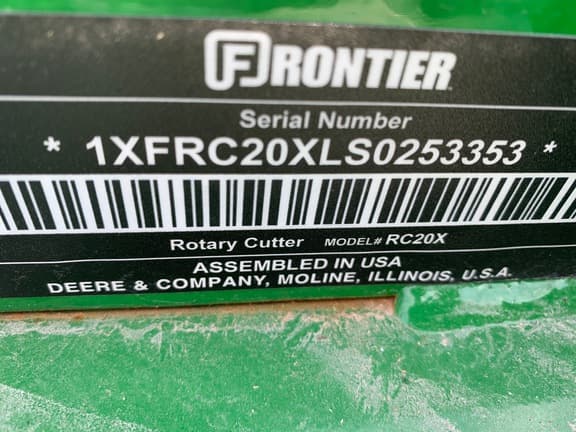 FRONTIER
Serial Number
* 1XFRC20XLS0253353 *
Rotary Cutter MODEL# RC20X
ASSEMBLED IN USA
DEERE & COMPANY, MOLINE, ILLINOIS, U.S.A.